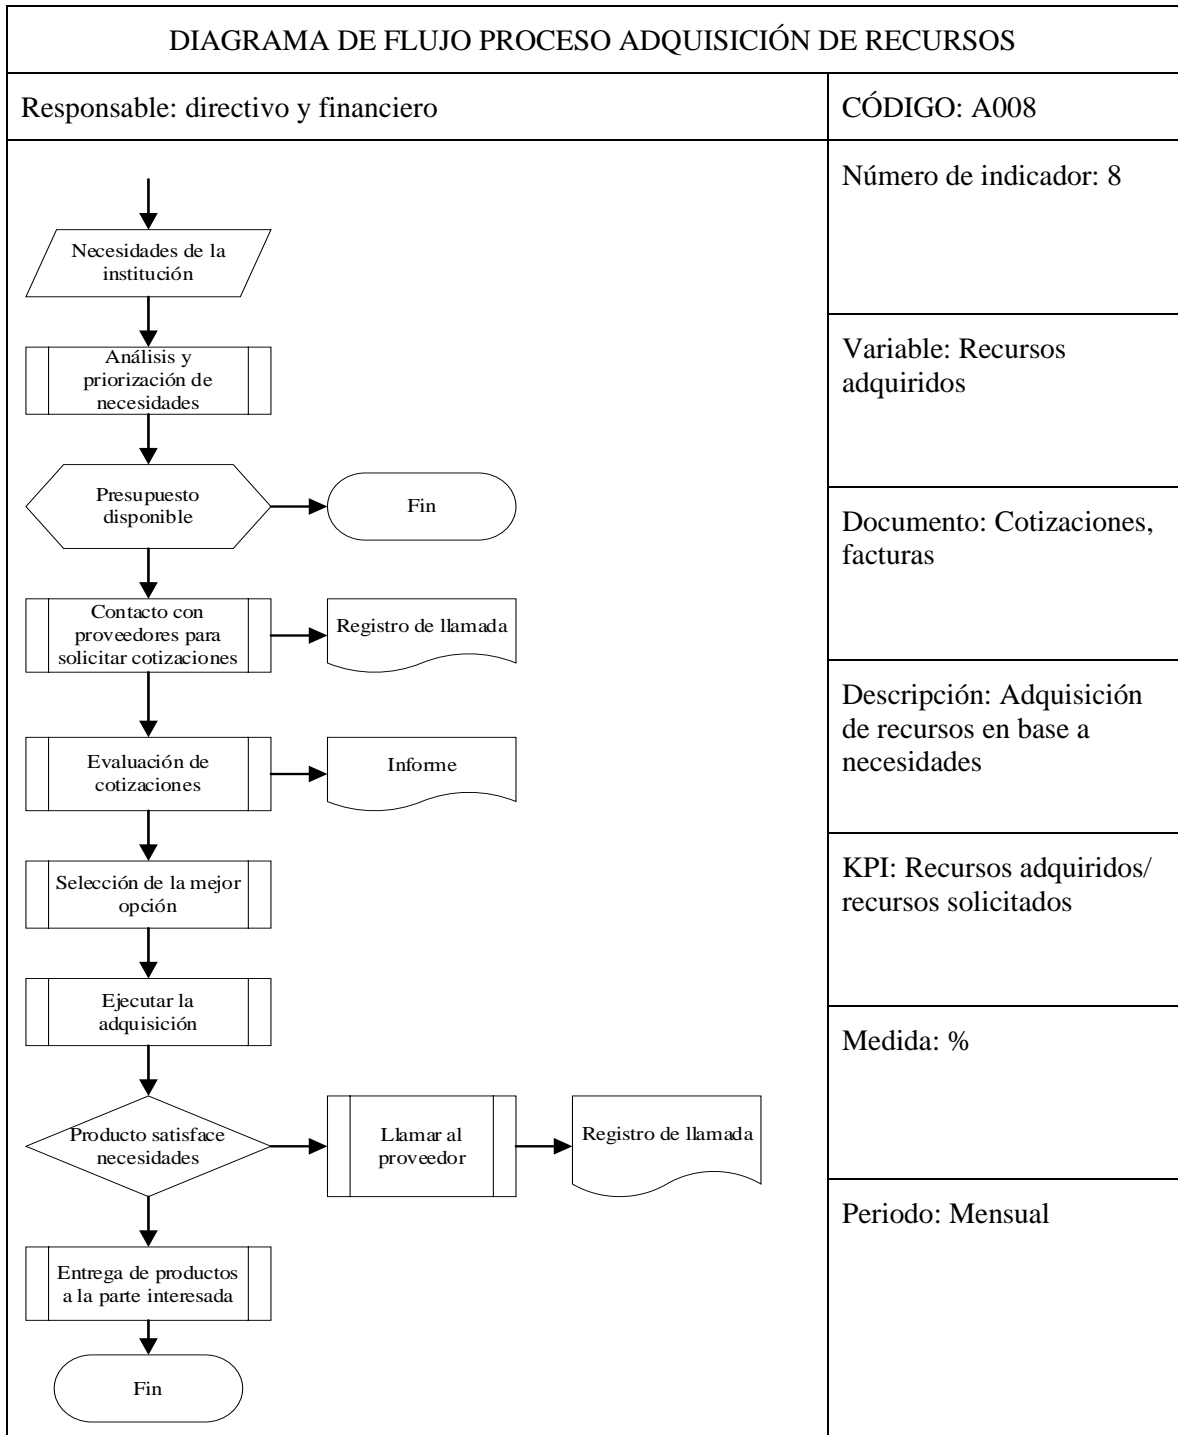 DIAGRAMA DE FLUJO PROCESO ADQUISICIÓN DE RECURSOS
Responsable: directivo y financiero
CÓDIGO: A008
Necesidades de la
institución
Análisis y
priorización de
necesidades
Presupuesto
disponible
Fin
Contacto con
proveedores para
solicitar cotizaciones
Registro de llamada
Evaluación de
cotizaciones
Informe
Selección de la mejor
opción
Ejecutar la
adquisición
Producto satisface
necesidades
Llamar al
proveedor
Registro de llamada
Entrega de productos
a la parte interesada
Fin
Número de indicador: 8
Variable: Recursos
adquiridos
Documento: Cotizaciones,
facturas
Descripción: Adquisición
de recursos en base a
necesidades
KPI: Recursos adquiridos/
recursos solicitados
Medida: %
Periodo: Mensual